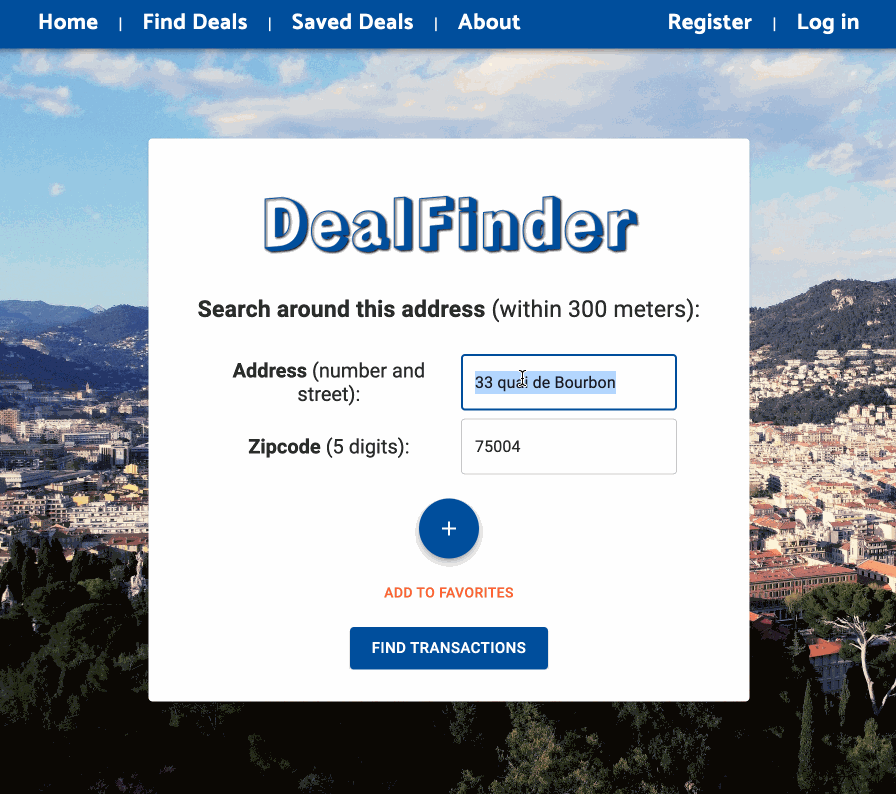 Home | Find Deals | Saved Deals | About Register | Log in
DealFinder
Search around this address (within 300 meters):
Address (number and
street):
33 quai de Bourbon
Zipcode (5 digits):
75004
+
ADD TO FAVORITES
FIND TRANSACTIONS